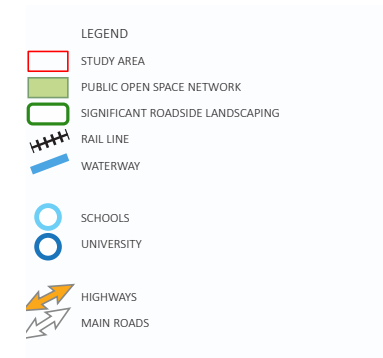 LEGEND
STUDY AREA
PUBLIC OPEN SPACE NETWORK
SIGNIFICANT ROADSIDE LANDSCAPING
RAIL LINE
WATERWAY
SCHOOLS
UNIVERSITY
HIGHWAYS
MAIN ROADS